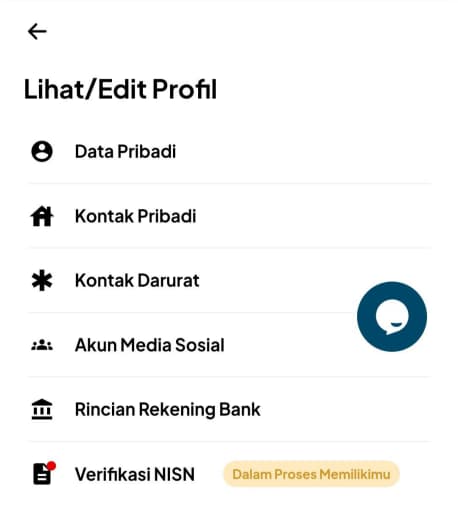 Lihat/Edit Profil
Data Pribadi
Kontak Pribadi
Kontak Darurat
Akun Media Sosial
Rincian Rekening Bank
Verifikasi NISN Dalam Proses Memilikimu